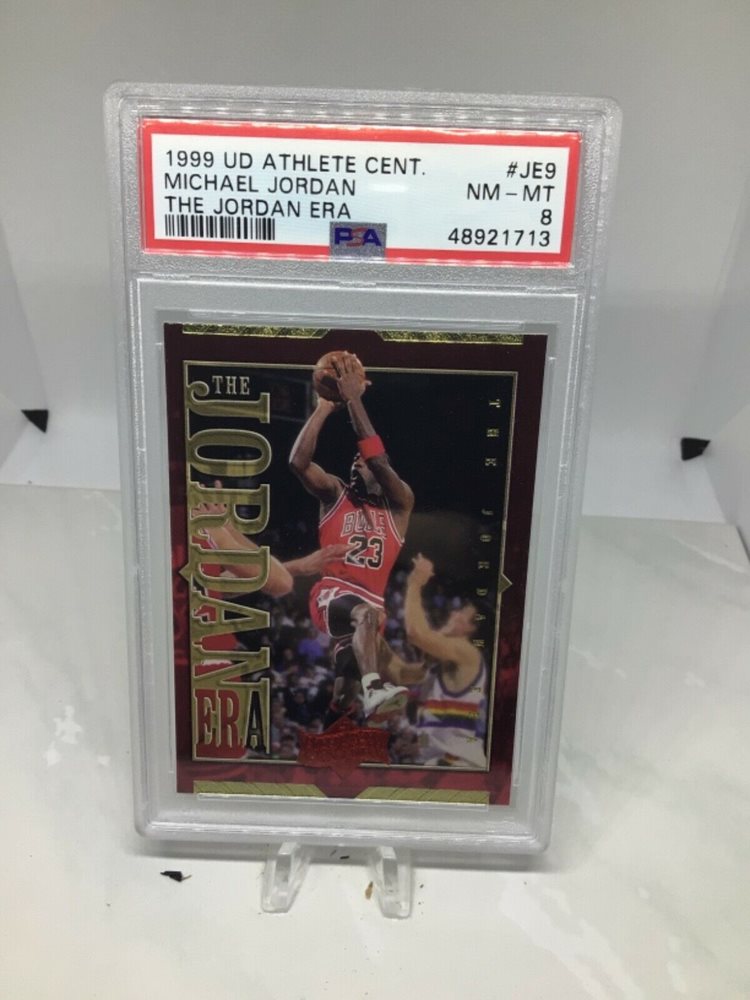 1999 UD ATHLETE CENT. #JE9
MICHAEL JORDAN NM-MT
THE JORDAN ERA 8
PSA 48921713
THE
JORDAN
ERA
THE JORDAN ERA
BULLS
23